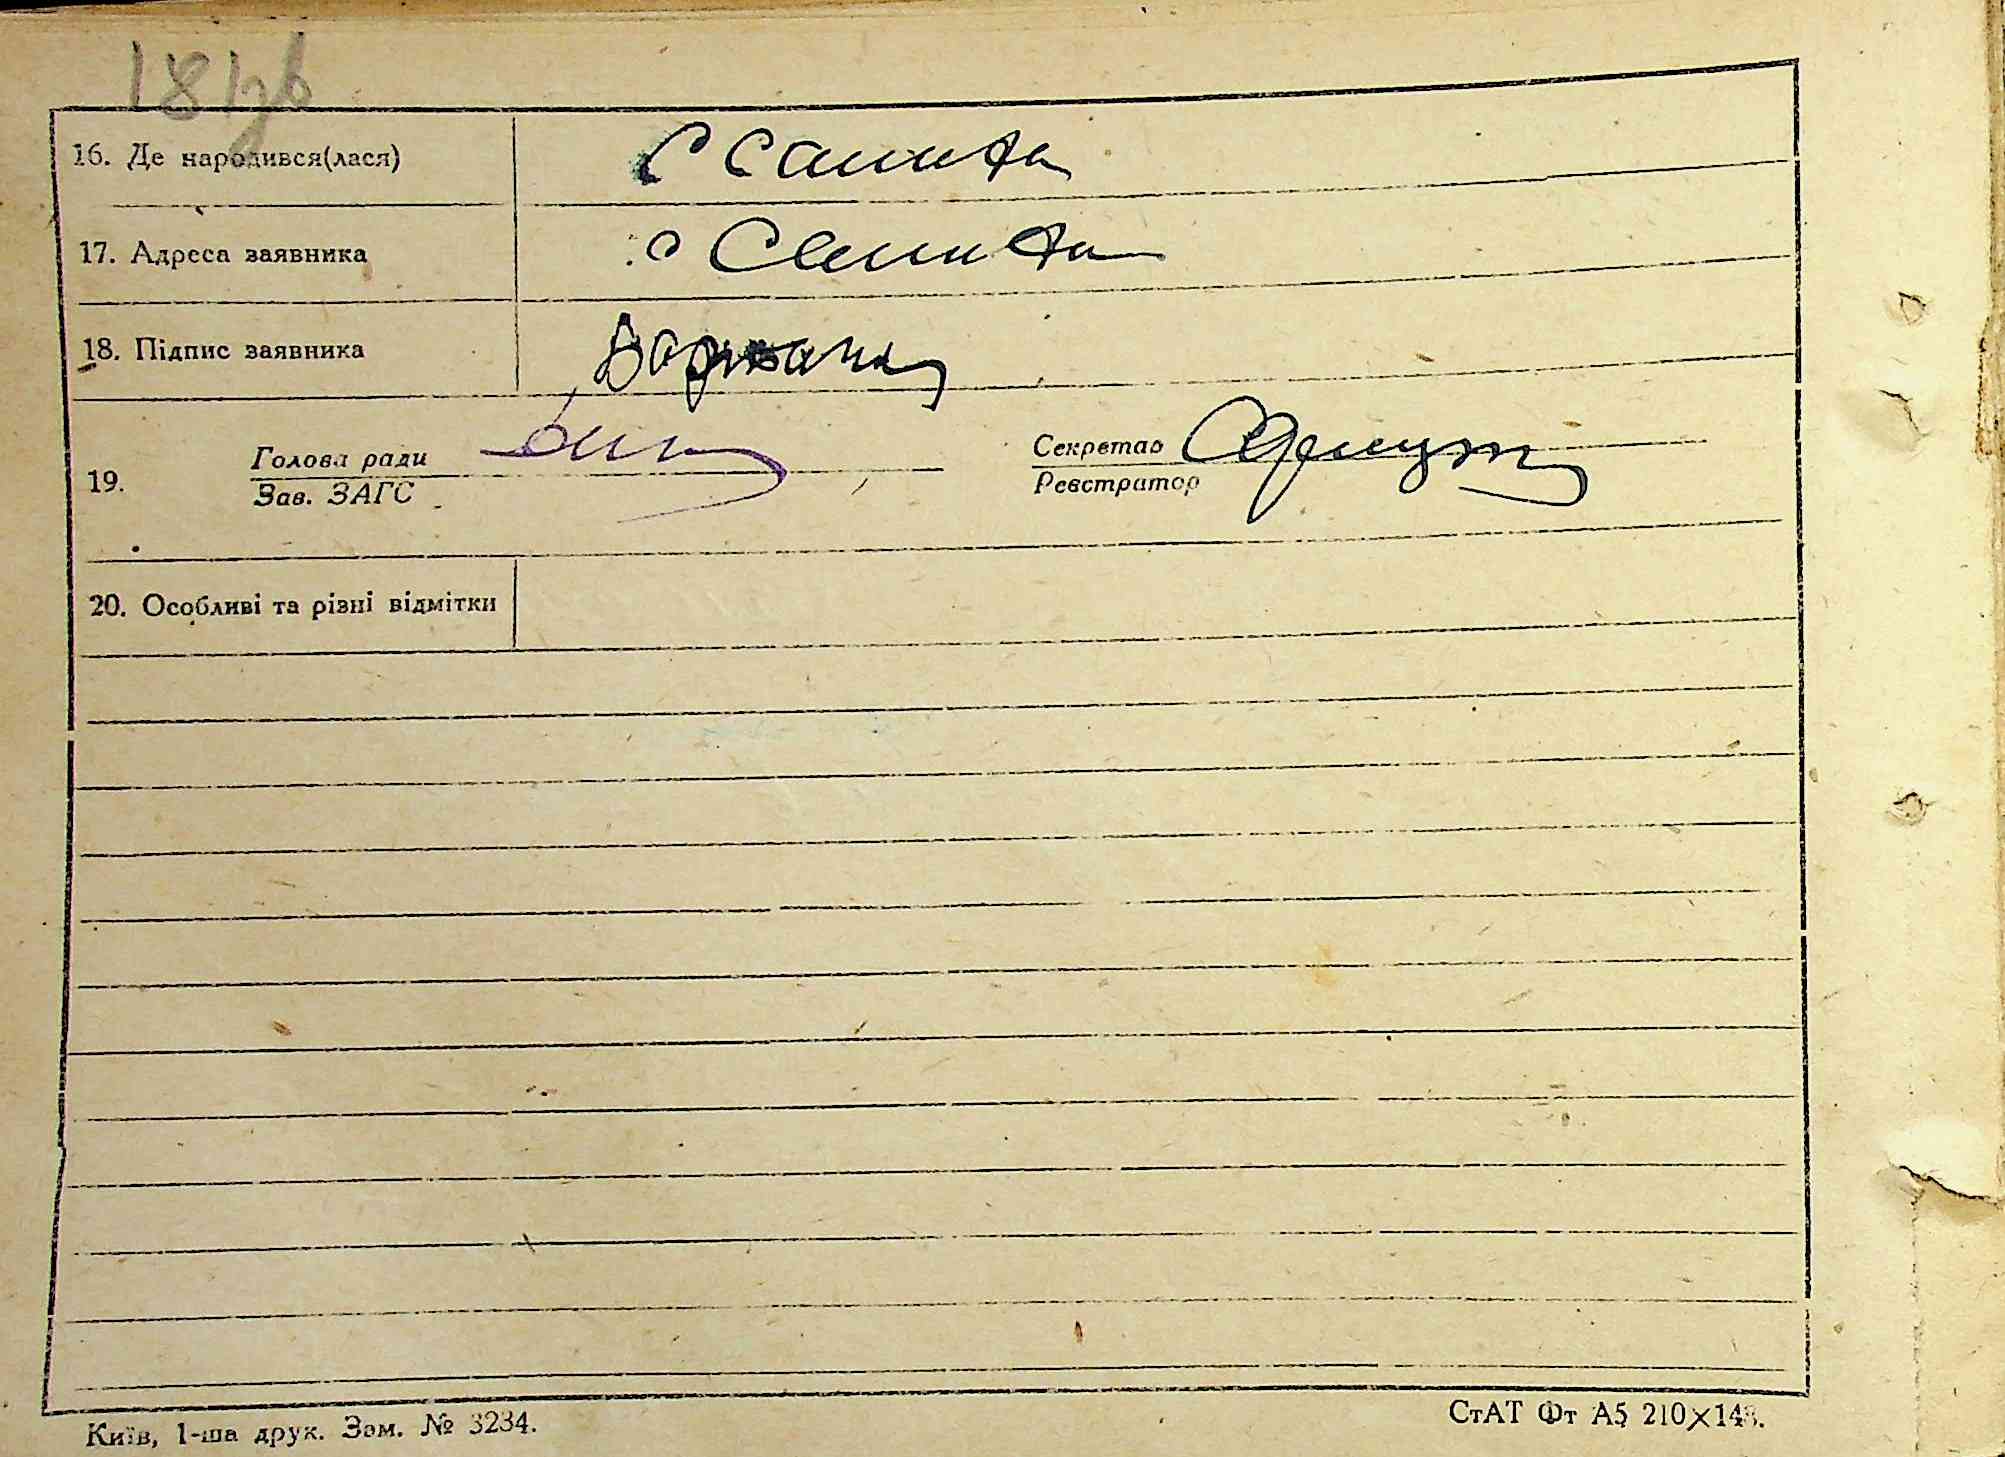 181зв
16. Де народився(лася) с Самита
17. Адреса заявника с Самита
18. Підпис заявника
19. Голова ради Секретар
Зав. ЗАГС Реєстратор
20. Особливі та різні відмітки
Київ, 1-ша друк. Зам. № 3234. СтАТ Фт А5 210×148.